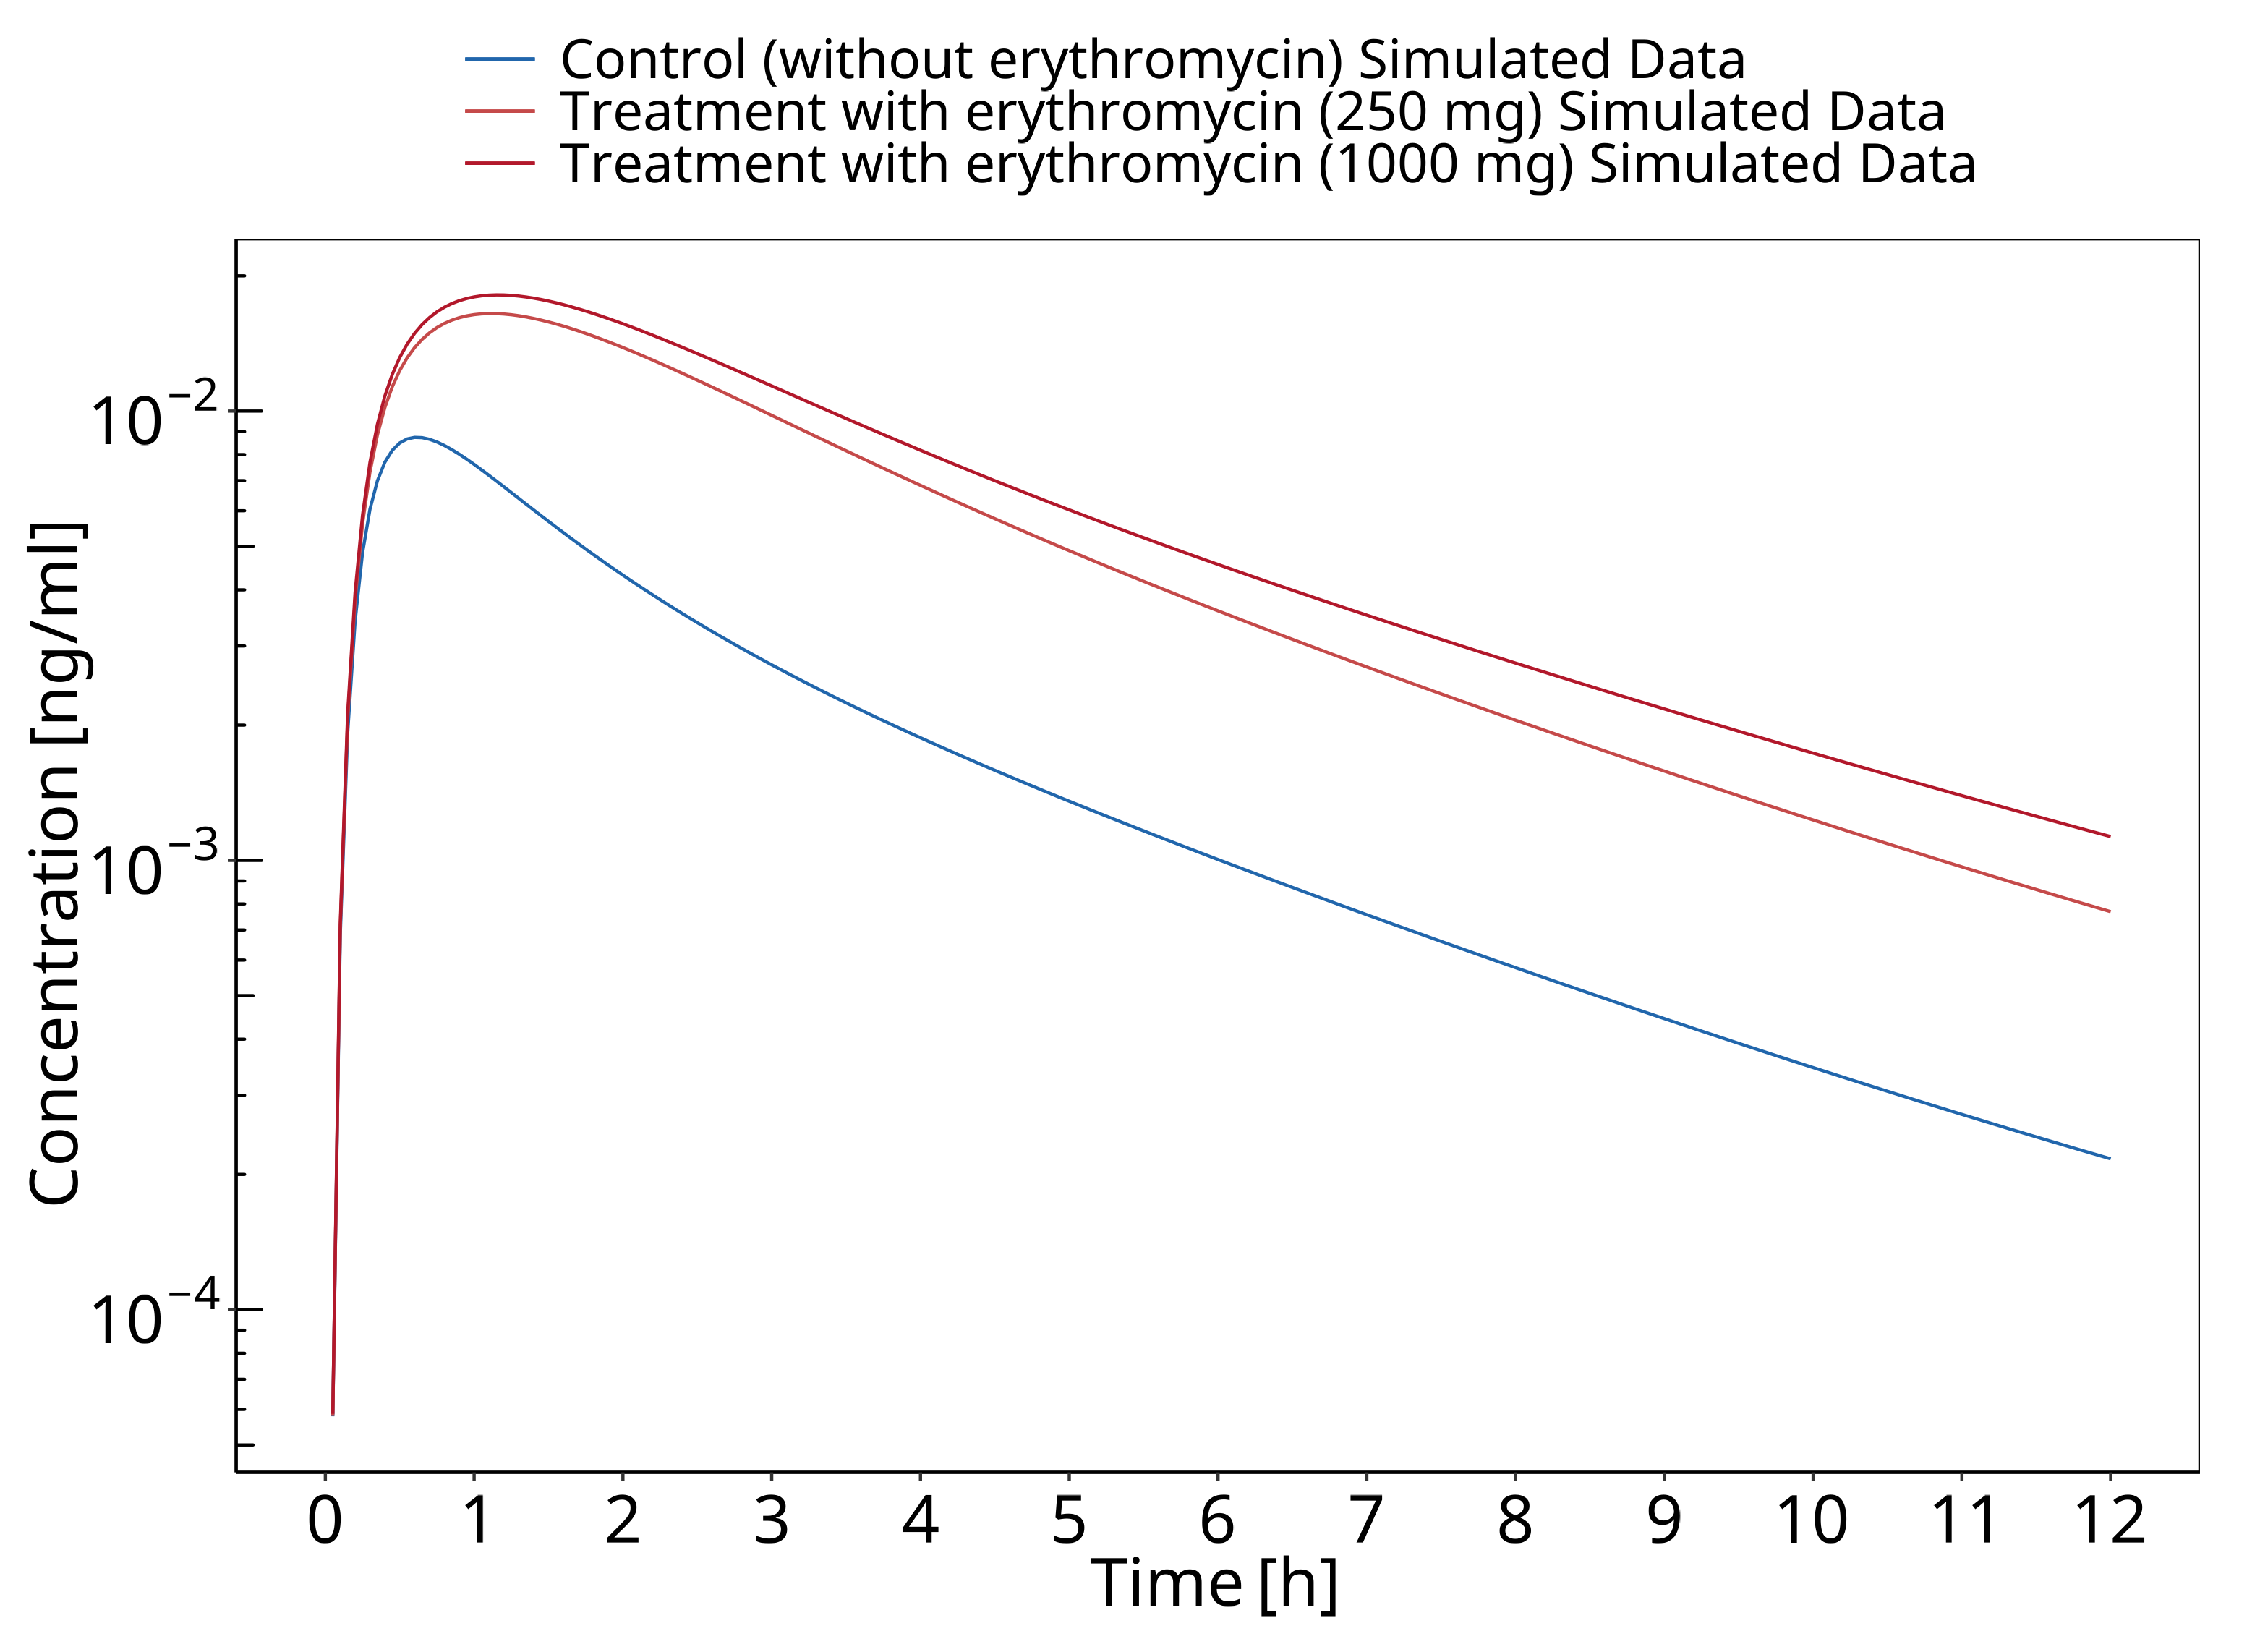 Control (without erythromycin) Simulated Data
Treatment with erythromycin (250 mg) Simulated Data
Treatment with erythromycin (1000 mg) Simulated Data
Concentration [ng/ml]
10−2
10−3
10−4
0 1 2 3 4 5 6 7 8 9 10 11 12
Time [h]